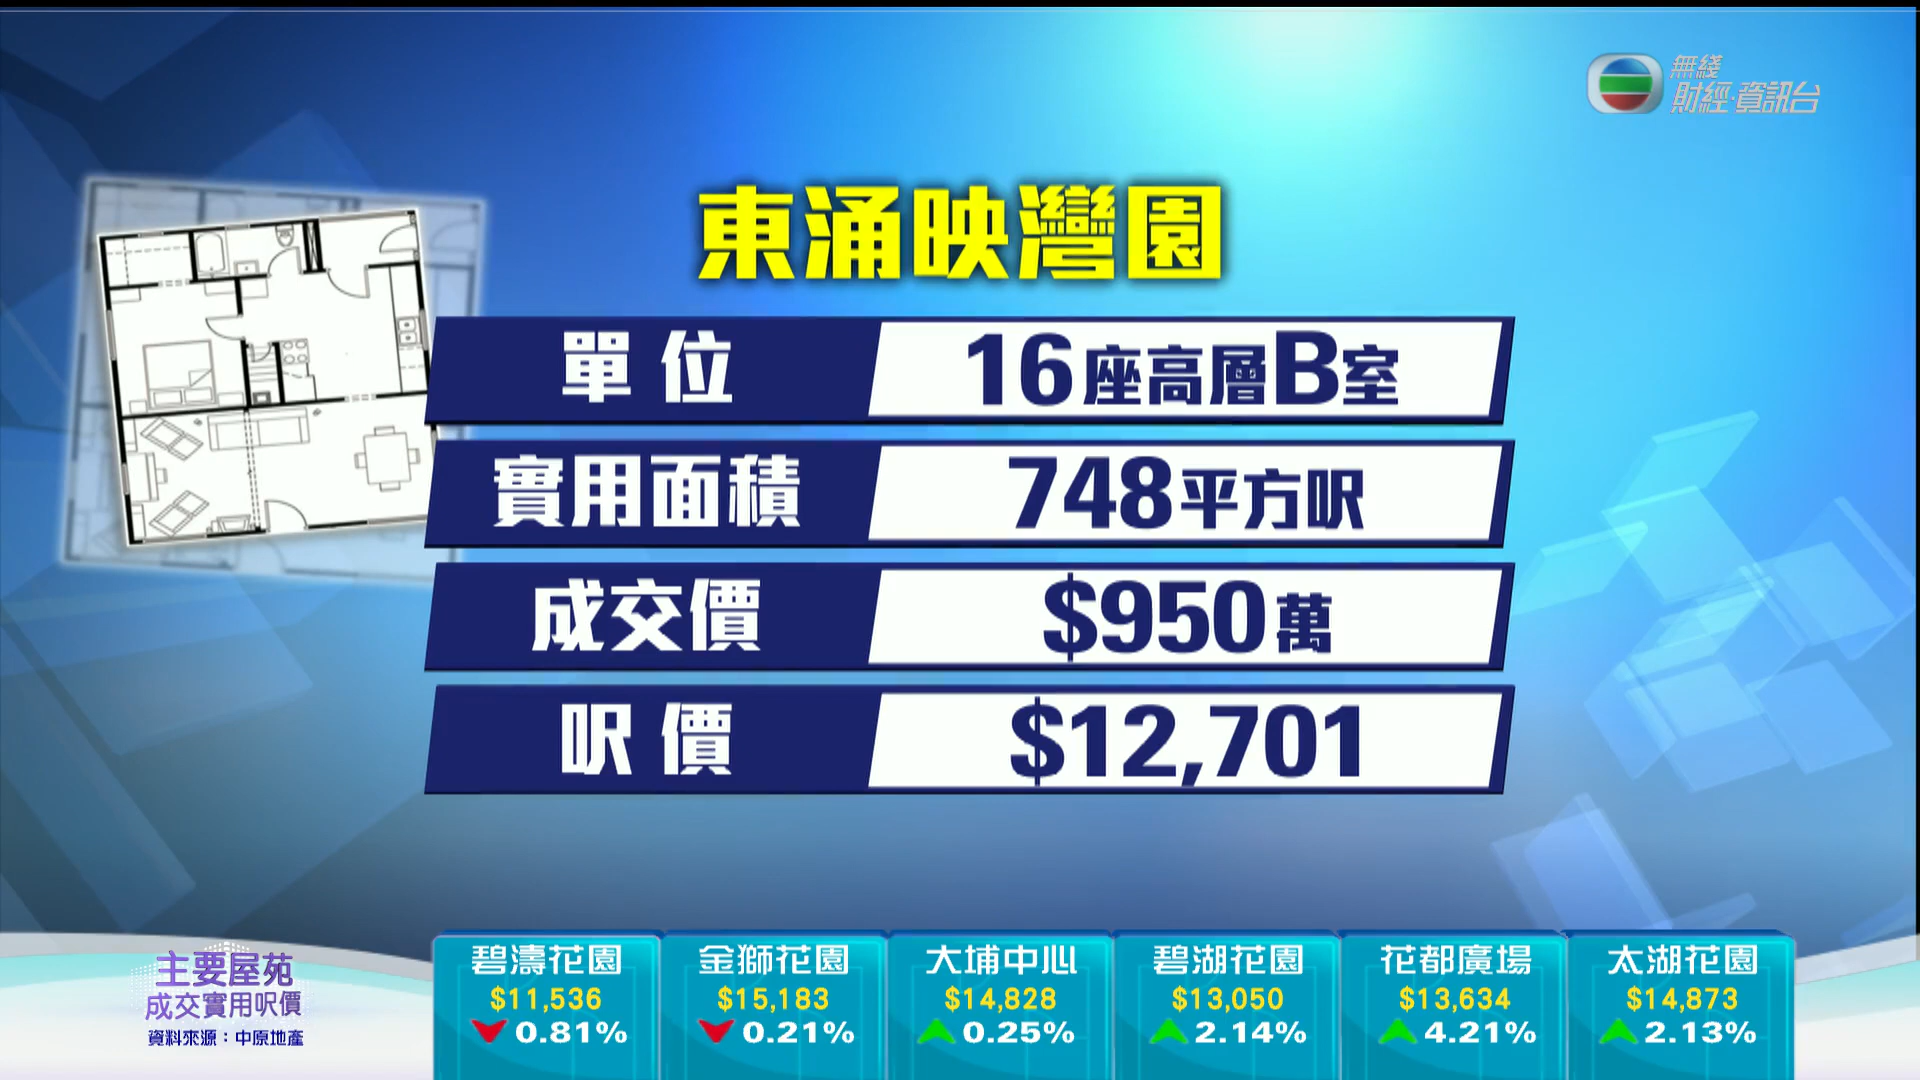 無綫
財經·資訊台
東涌映灣園
單位 16座高層B室
實用面積 748平方呎
成交價 $950萬
呎價 $12,701
主要屋苑
成交實用呎價
資料來源：中原地產
碧濤花園
$11,536
0.81%
金獅花園
$15,183
0.21%
大埔中心
$14,828
0.25%
碧湖花園
$13,050
2.14%
花都廣場
$13,634
4.21%
太湖花園
$14,873
2.13%